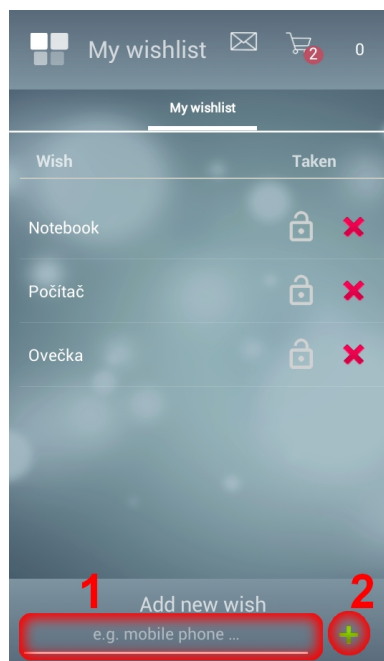 My wishlist 2 0
My wishlist
Wish Taken
Notebook
Počítač
Ovečka
1 2
Add new wish
e.g. mobile phone ...